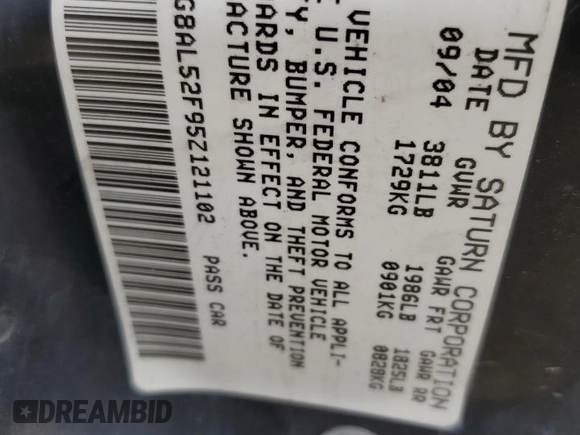 MFD BY SATURN CORPORATION
DATE GVWR GAWR FRT GAWR RR
09/04 3811LB 1986LB 1825LB
1729KG 0901KG 0828KG
VEHICLE CONFORMS TO ALL APPLI-
U.S. FEDERAL MOTOR VEHICLE
BUMPER, AND THEFT PREVENTION
IN EFFECT ON THE DATE OF
SHOWN ABOVE.
G8AL52F95Z121102 PASS CAR
DREAMBID